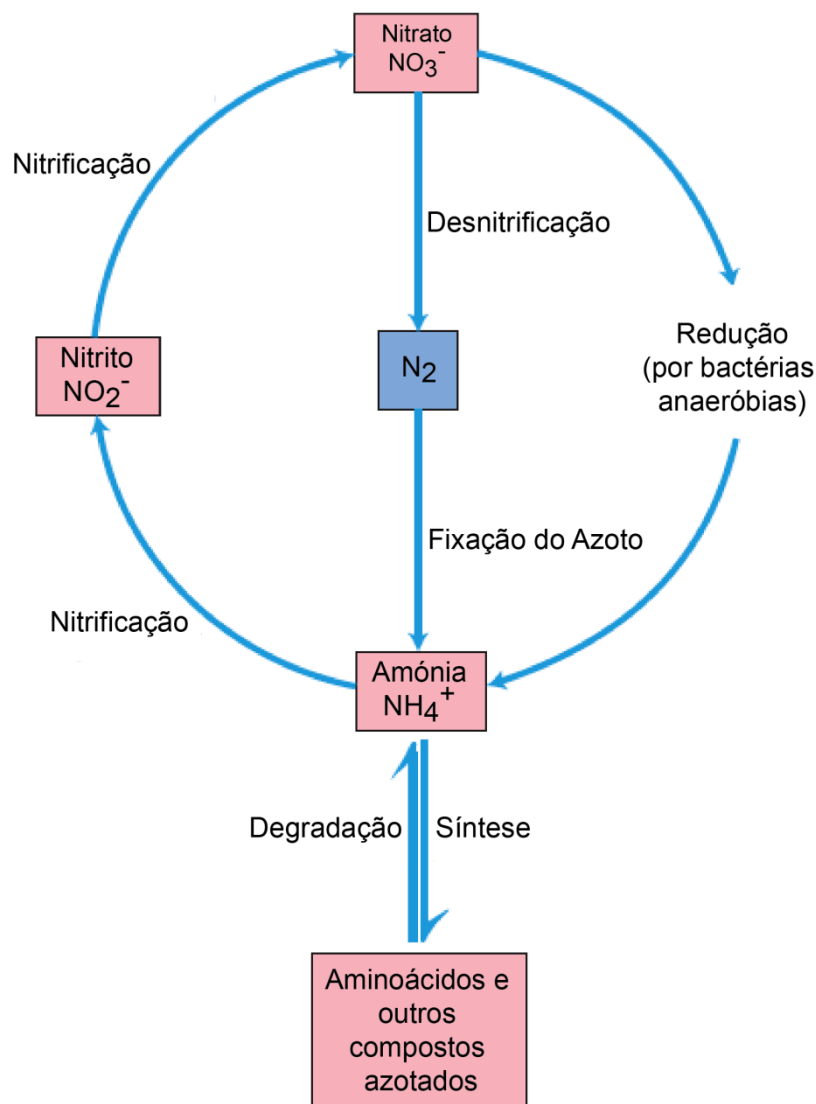 Nitrato
NO3-
Nitrificação
Desnitrificação
Nitrito
NO2-
N2
Redução
(por bactérias
anaeróbias)
Fixação do Azoto
Nitrificação
Amónia
NH4+
Degradação
Síntese
Aminoácidos e
outros
compostos
azotados